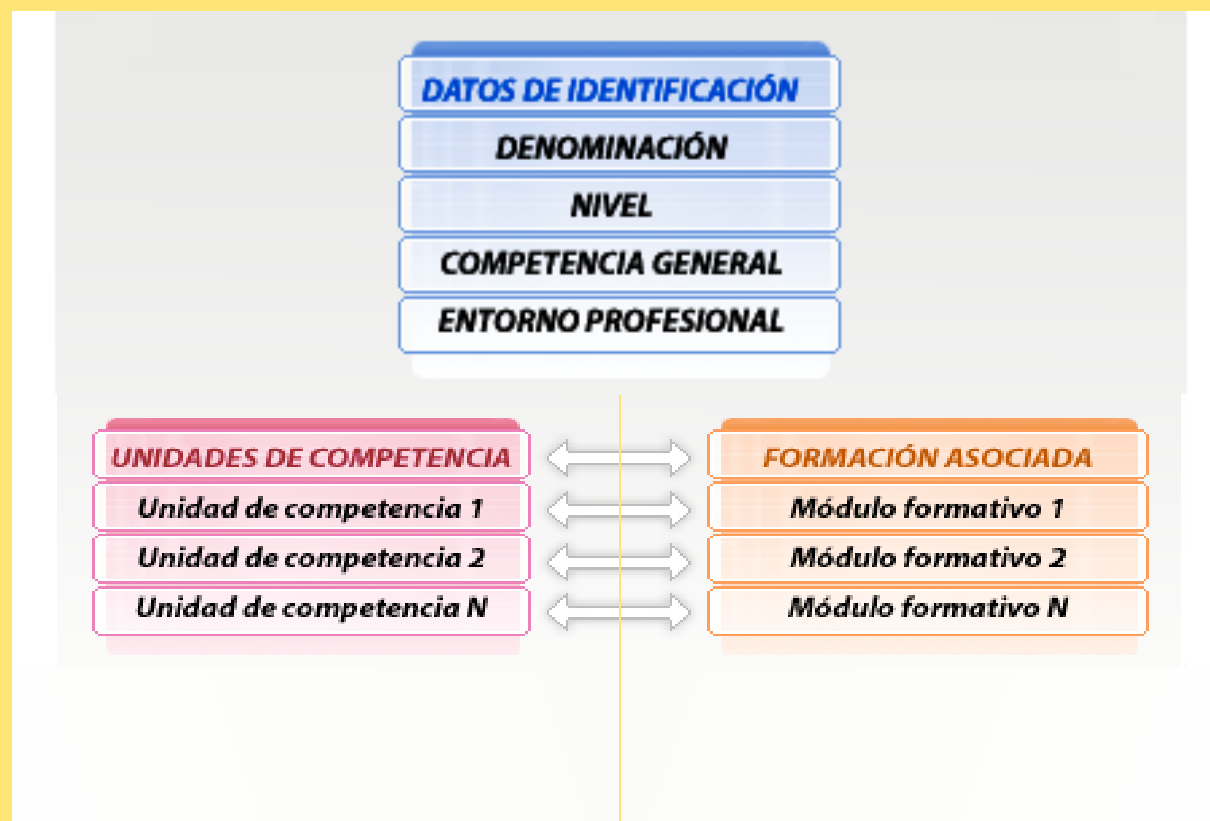 DATOS DE IDENTIFICACIÓN
DENOMINACIÓN
NIVEL
COMPETENCIA GENERAL
ENTORNO PROFESIONAL
UNIDADES DE COMPETENCIA
Unidad de competencia 1
Unidad de competencia 2
Unidad de competencia N
FORMACIÓN ASOCIADA
Módulo formativo 1
Módulo formativo 2
Módulo formativo N